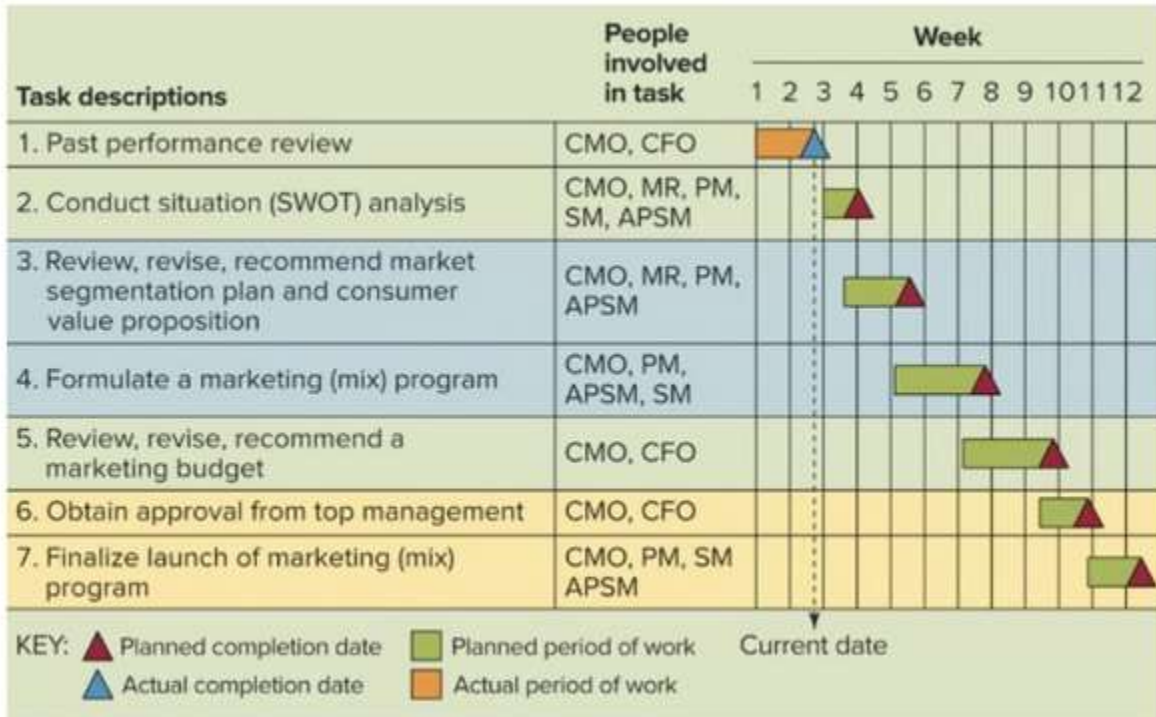 People involved in task
Week
Task descriptions
1 2 3 4 5 6 7 8 9 10 11 12
1. Past performance review
CMO, CFO
2. Conduct situation (SWOT) analysis
CMO, MR, PM,
SM, APSM
3. Review, revise, recommend market
segmentation plan and consumer
value proposition
CMO, MR, PM,
APSM
4. Formulate a marketing (mix) program
CMO, PM,
APSM, SM
5. Review, revise, recommend a
marketing budget
CMO, CFO
6. Obtain approval from top management
CMO, CFO
7. Finalize launch of marketing (mix)
program
CMO, PM, SM
APSM
KEY:
Planned completion date
Planned period of work
Current date
Actual completion date
Actual period of work